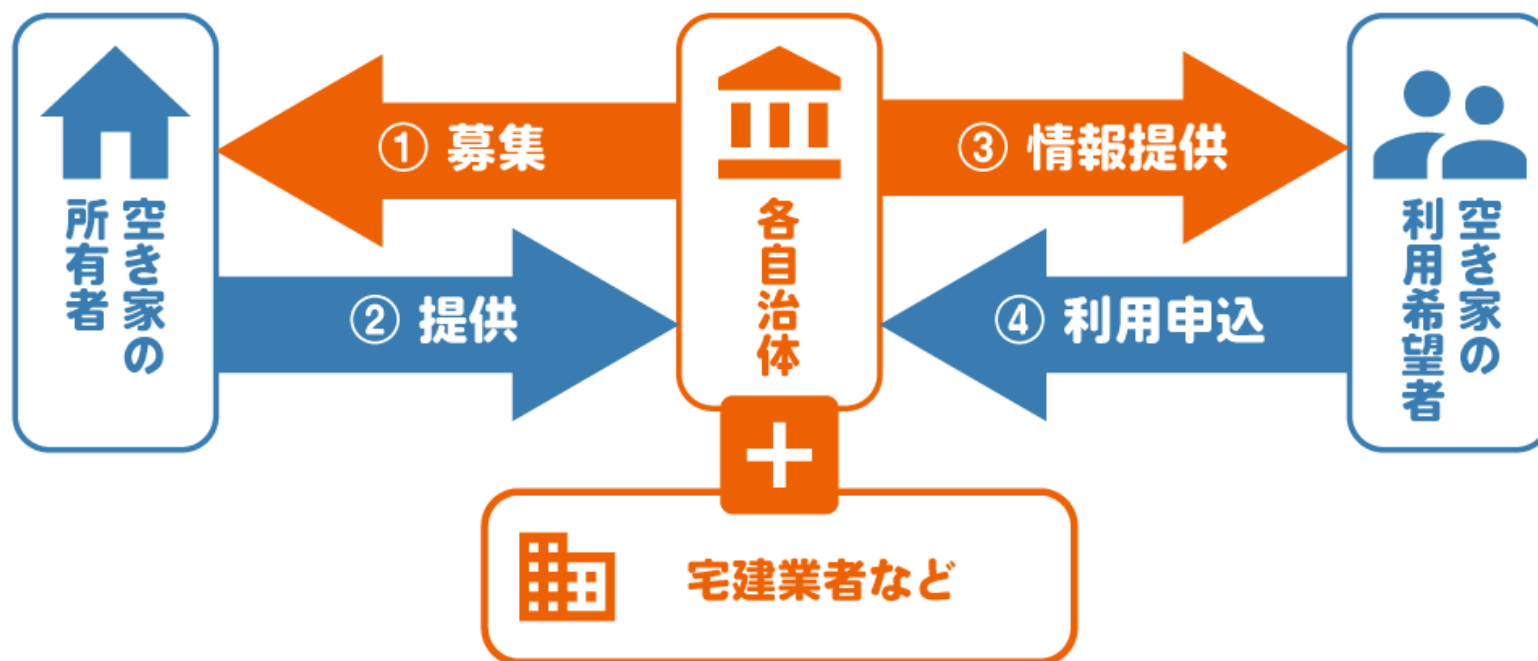 空き家の
所有者
① 募集
② 提供
各自治体
③ 情報提供
④ 利用申込
空き家の
利用希望者
宅建業者など